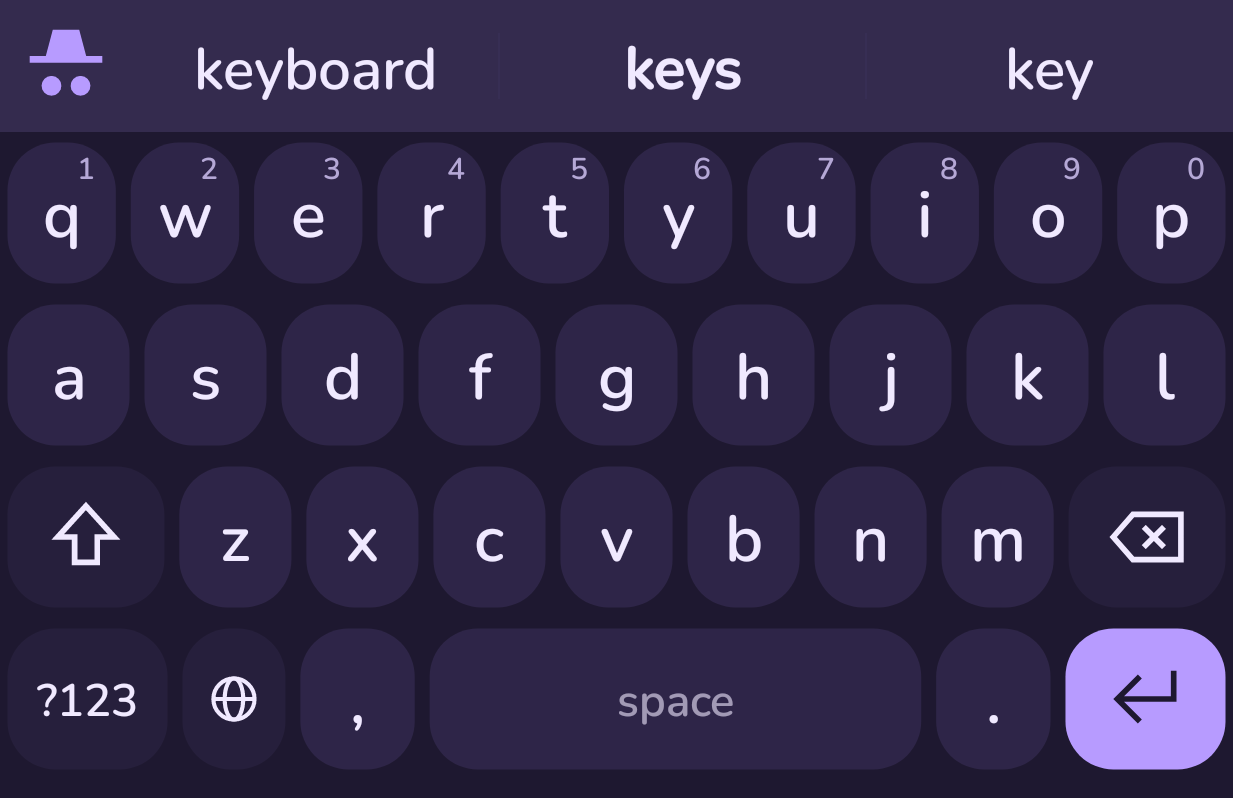 keyboard keys key
1 2 3 4 5 6 7 8 9 0
q w e r t y u i o p
a s d f g h j k l
z x c v b n m
?123 , space .